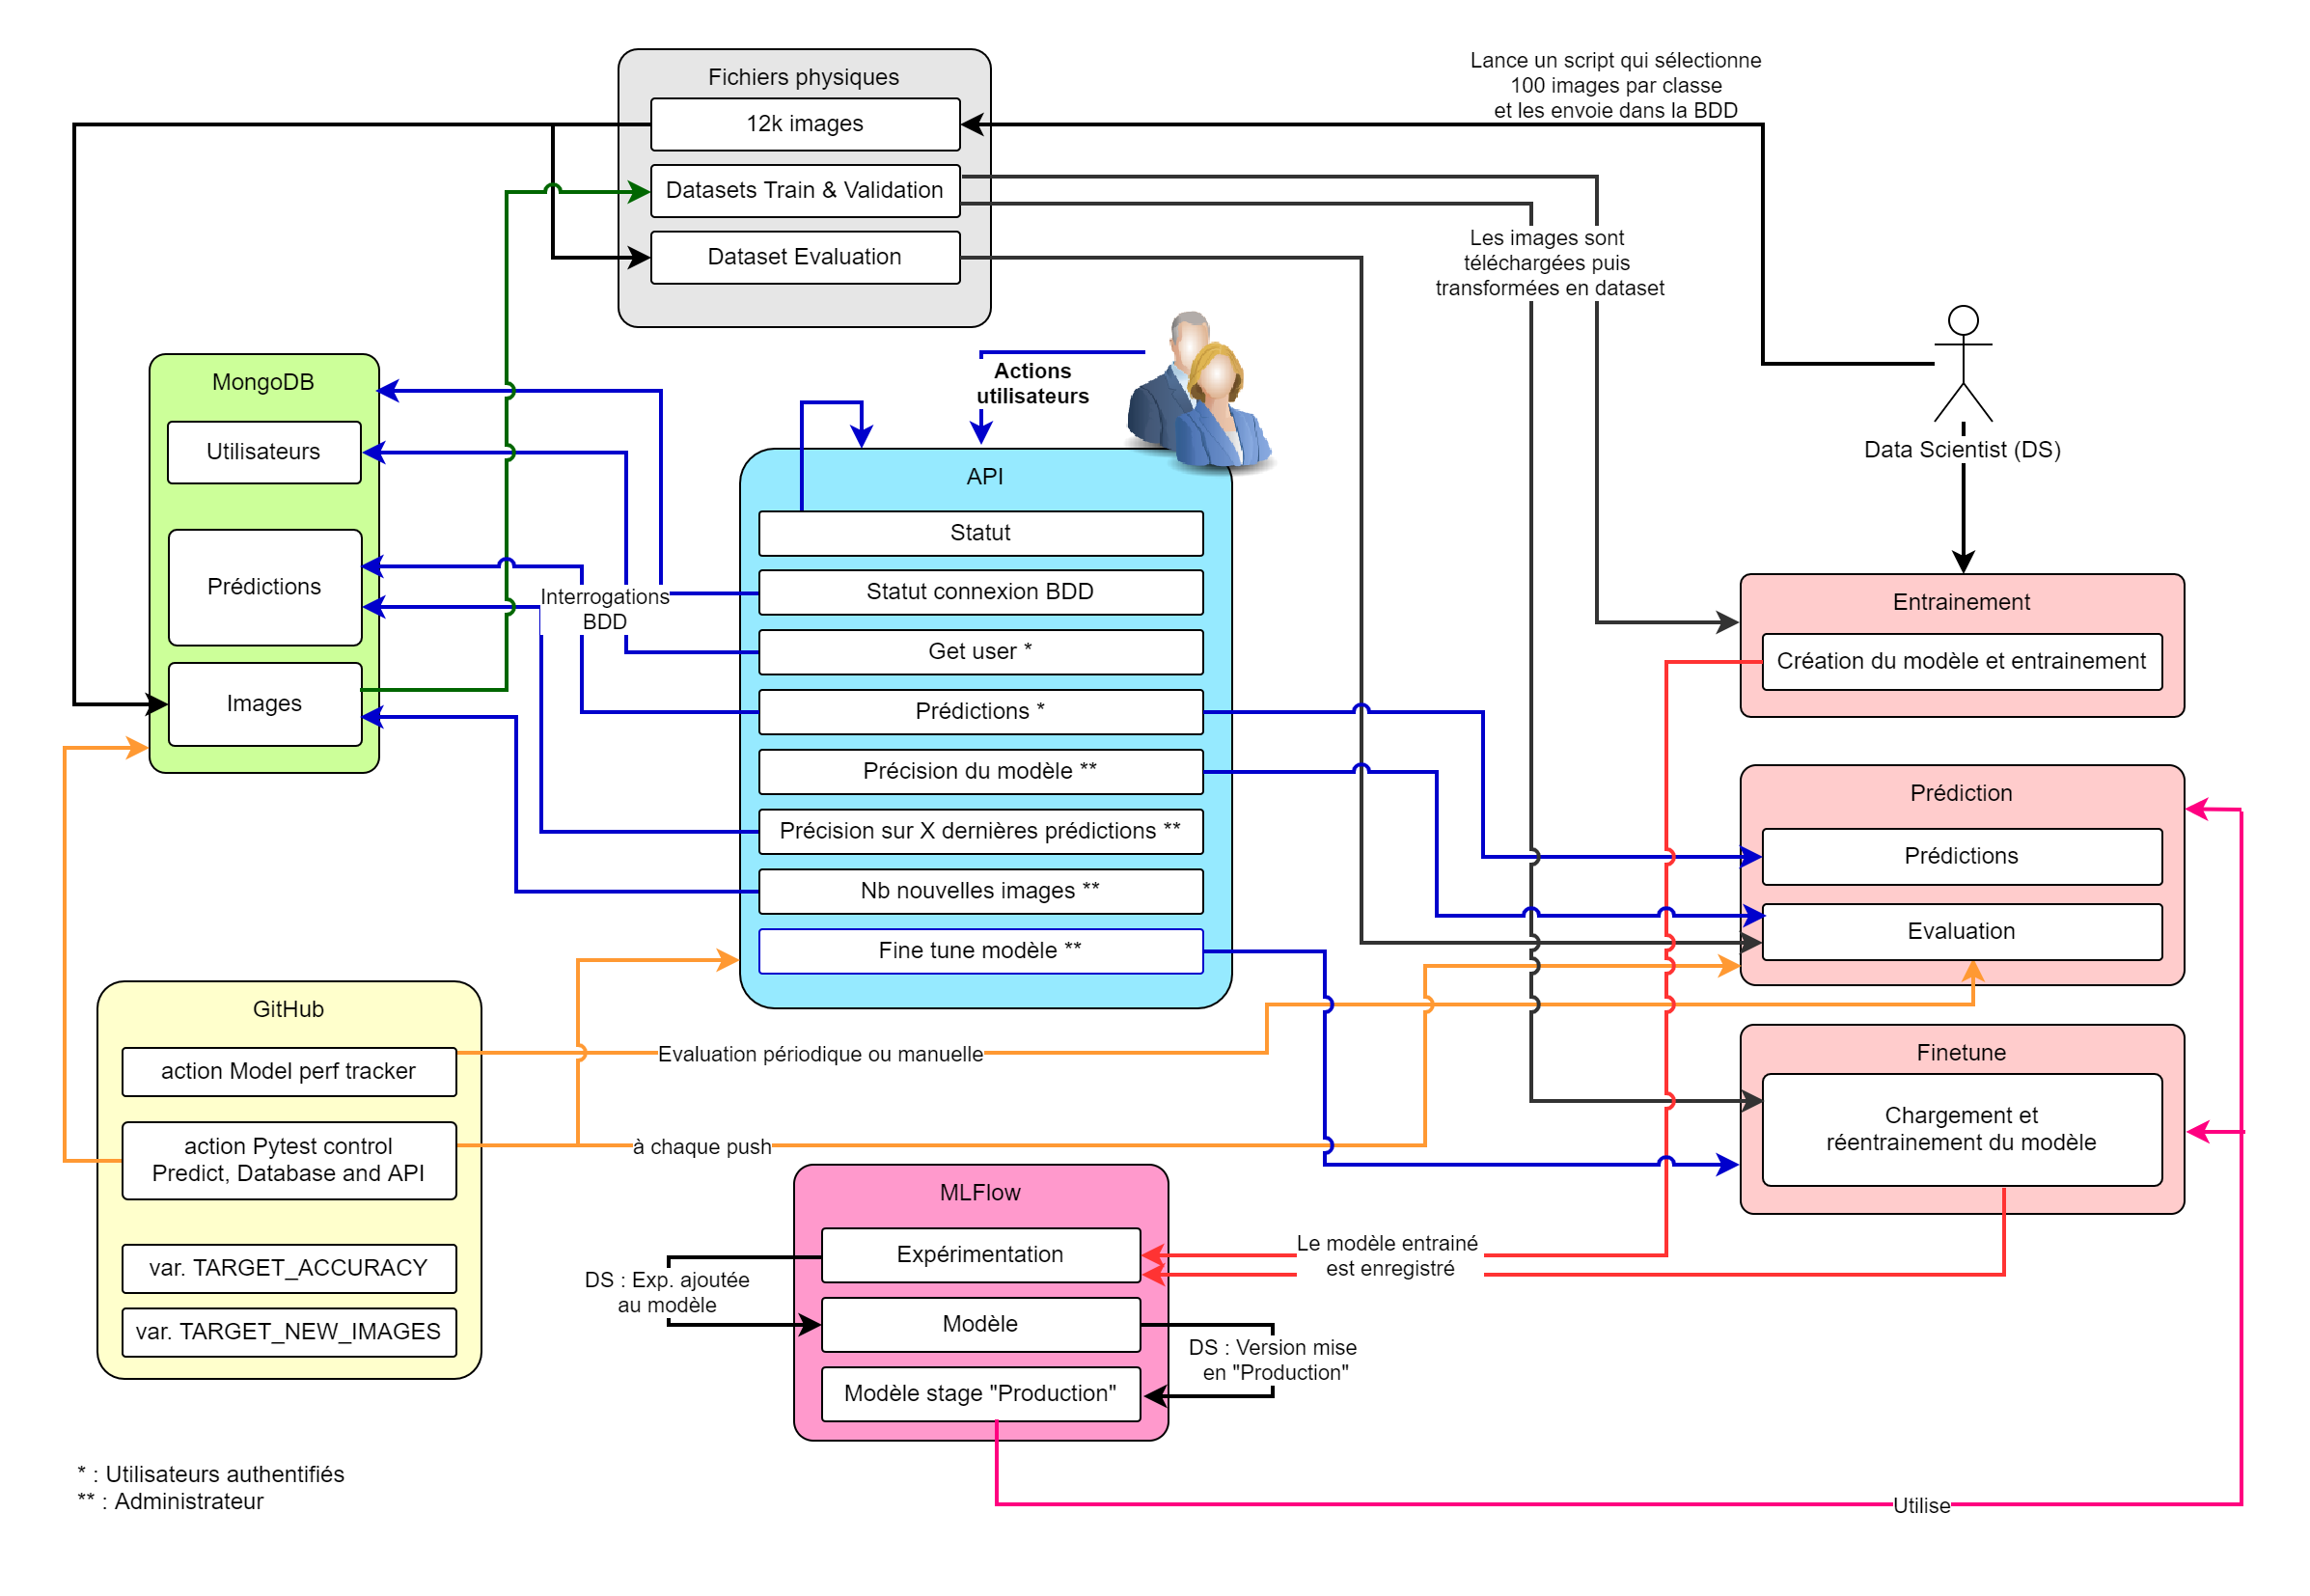 Fichiers physiques
12k images
Datasets Train & Validation
Dataset Evaluation
Lance un script qui sélectionne
100 images par classe
et les envoie dans la BDD
Les images sont
téléchargées puis
transformées en dataset
Data Scientist (DS)
Actions
utilisateurs
MongoDB
Utilisateurs
Prédictions
Images
Interrogations
BDD
API
Statut
Statut connexion BDD
Get user *
Prédictions *
Précision du modèle **
Précision sur X dernières prédictions **
Nb nouvelles images **
Fine tune modèle **
Entrainement
Création du modèle et entrainement
Prédiction
Prédictions
Evaluation
Finetune
Chargement et
réentrainement du modèle
GitHub
action Model perf tracker
action Pytest control
Predict, Database and API
var. TARGET_ACCURACY
var. TARGET_NEW_IMAGES
Evaluation périodique ou manuelle
à chaque push
MLFlow
Expérimentation
Modèle
Modèle stage "Production"
DS : Exp. ajoutée
au modèle
DS : Version mise
en "Production"
Le modèle entrainé
est enregistré
Utilise
* : Utilisateurs authentifiés
** : Administrateur